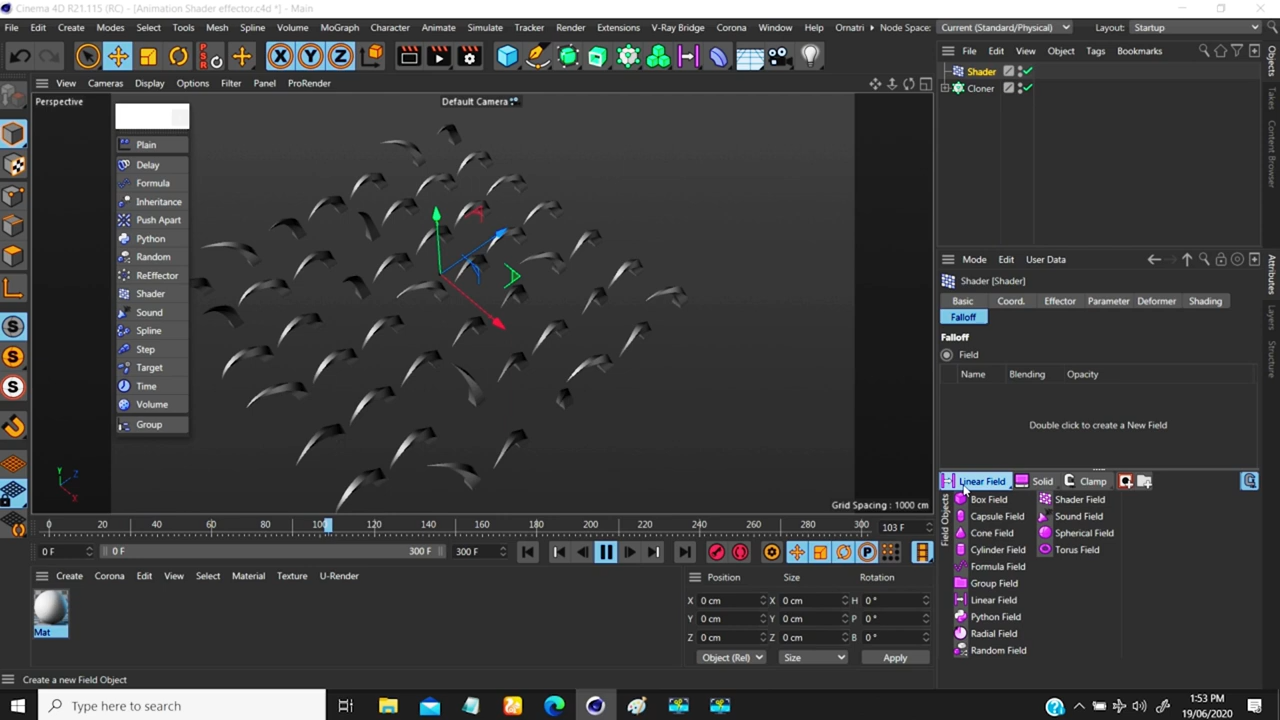 Cinema 4D R21.115 (RC) - [Animation Shader effector.c4d *] - Main
File Edit Create Modes Select Tools Mesh Spline Volume MoGraph Character Animate Simulate Tracker Render Extensions V-Ray Bridge Corona Window Help Ornatri Node Space: Current (Standard/Physical) Layout: Startup
PSR X Y Z
File Edit View Object Tags Bookmarks
View Cameras Display Options Filter Panel ProRender
Perspective
Default Camera
Shader
Cloner
Plain
Delay
Formula
Inheritance
Push Apart
Python
Random
ReEffector
Shader
Sound
Spline
Step
Target
Time
Volume
Group
Y Z X
Grid Spacing : 1000 cm
Objects
Takes
Content Browser
Mode Edit User Data
Shader [Shader]
Basic Coord. Effector Parameter Deformer Shading
Falloff
Falloff
Field
Name Blending Opacity
Double click to create a New Field
Linear Field Solid Clamp
Field Objects
Box Field Shader Field
Capsule Field Sound Field
Cone Field Spherical Field
Cylinder Field Torus Field
Formula Field
Group Field
Linear Field
Python Field
Radial Field
Random Field
Attributes
Layers
Structure
0 20 40 60 80 100 120 140 160 180 200 220 240 260 280 300 103 F
0 F 0 F 300 F 300 F
Create Corona Edit View Select Material Texture U-Render
Mat
Position Size Rotation
X 0 cm X 0 cm H 0 °
Y 0 cm Y 0 cm P 0 °
Z 0 cm Z 0 cm B 0 °
Object (Rel) Size Apply
Create a new Field Object
Type here to search
1:53 PM
19/06/2020